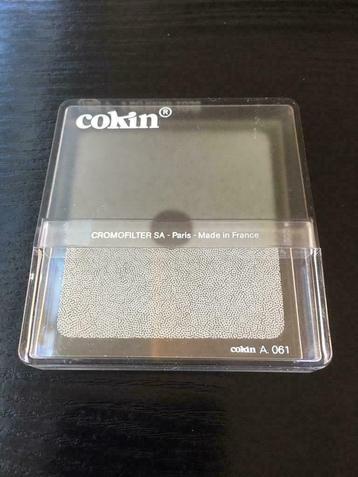 cokin®
CROMOFILTER SA - Paris - Made in France
cokin A. 061